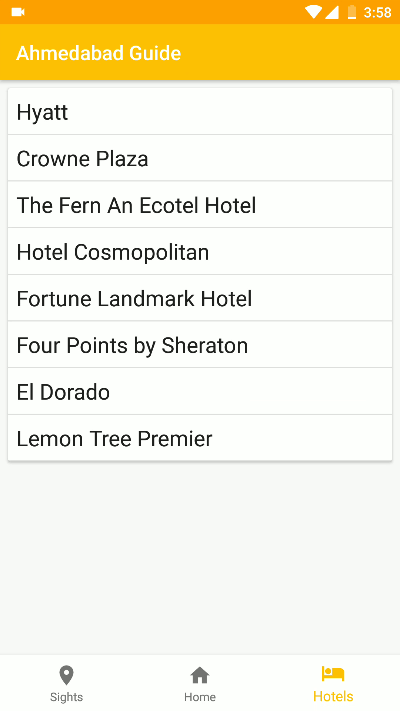 3:58
Ahmedabad Guide
Hyatt
Crowne Plaza
The Fern An Ecotel Hotel
Hotel Cosmopolitan
Fortune Landmark Hotel
Four Points by Sheraton
El Dorado
Lemon Tree Premier
Sights
Home
Hotels